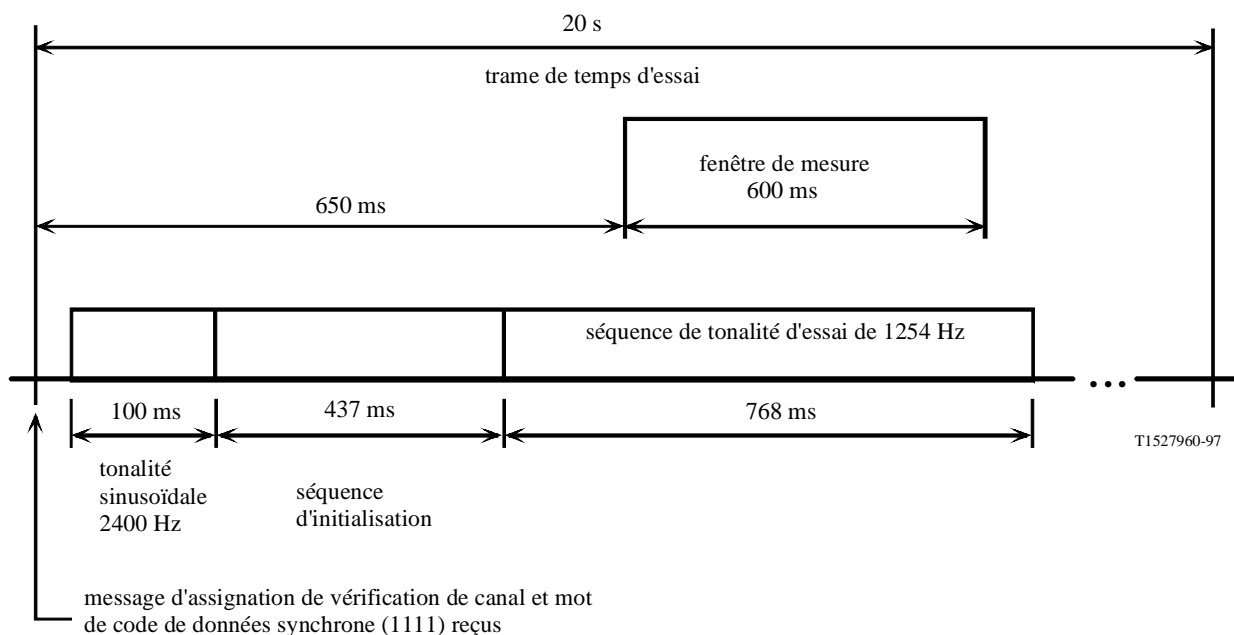 20 s
trame de temps d'essai
fenêtre de mesure
600 ms
650 ms
séquence de tonalité d'essai de 1254 Hz
100 ms
437 ms
768 ms
T1527960-97
tonalité
sinusoïdale
2400 Hz
séquence
d'initialisation
message d'assignation de vérification de canal et mot
de code de données synchrone (1111) reçus